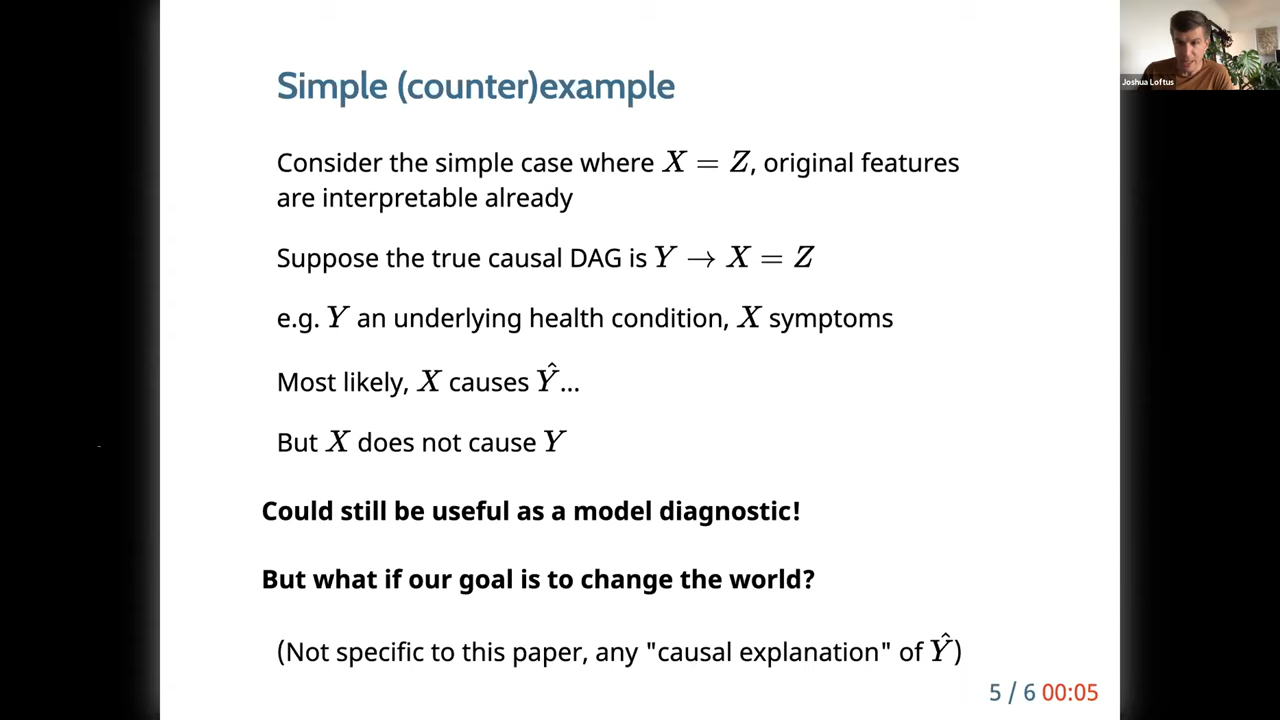 Joshua Loftus
Simple (counter)example
Consider the simple case where X = Z, original features
are interpretable already
Suppose the true causal DAG is Y → X = Z
e.g. Y an underlying health condition, X symptoms
Most likely, X causes Ŷ...
But X does not cause Y
Could still be useful as a model diagnostic!
But what if our goal is to change the world?
(Not specific to this paper, any "causal explanation" of Ŷ)
5 / 6 00:05